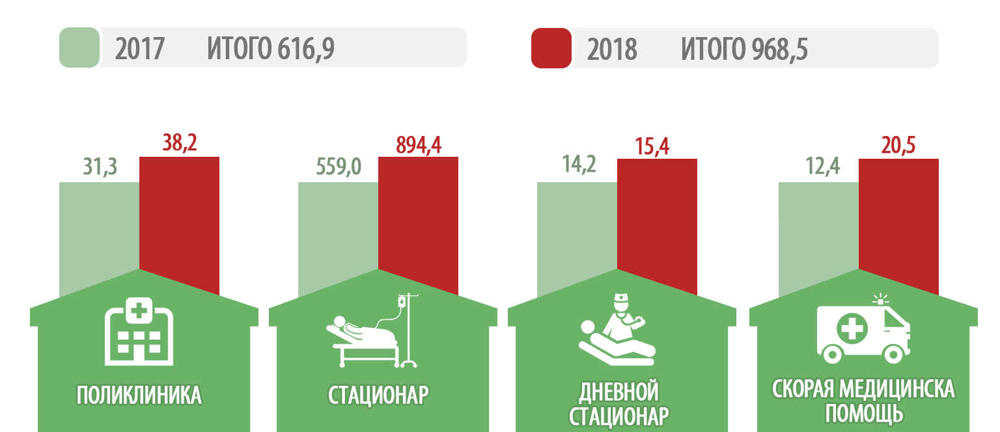 2017 ИТОГО 616,9
2018 ИТОГО 968,5
31,3
38,2
559,0
894,4
14,2
15,4
12,4
20,5
ПОЛИКЛИНИКА
СТАЦИОНАР
ДНЕВНОЙ
СТАЦИОНАР
СКОРАЯ МЕДИЦИНСКА
ПОМОЩЬ